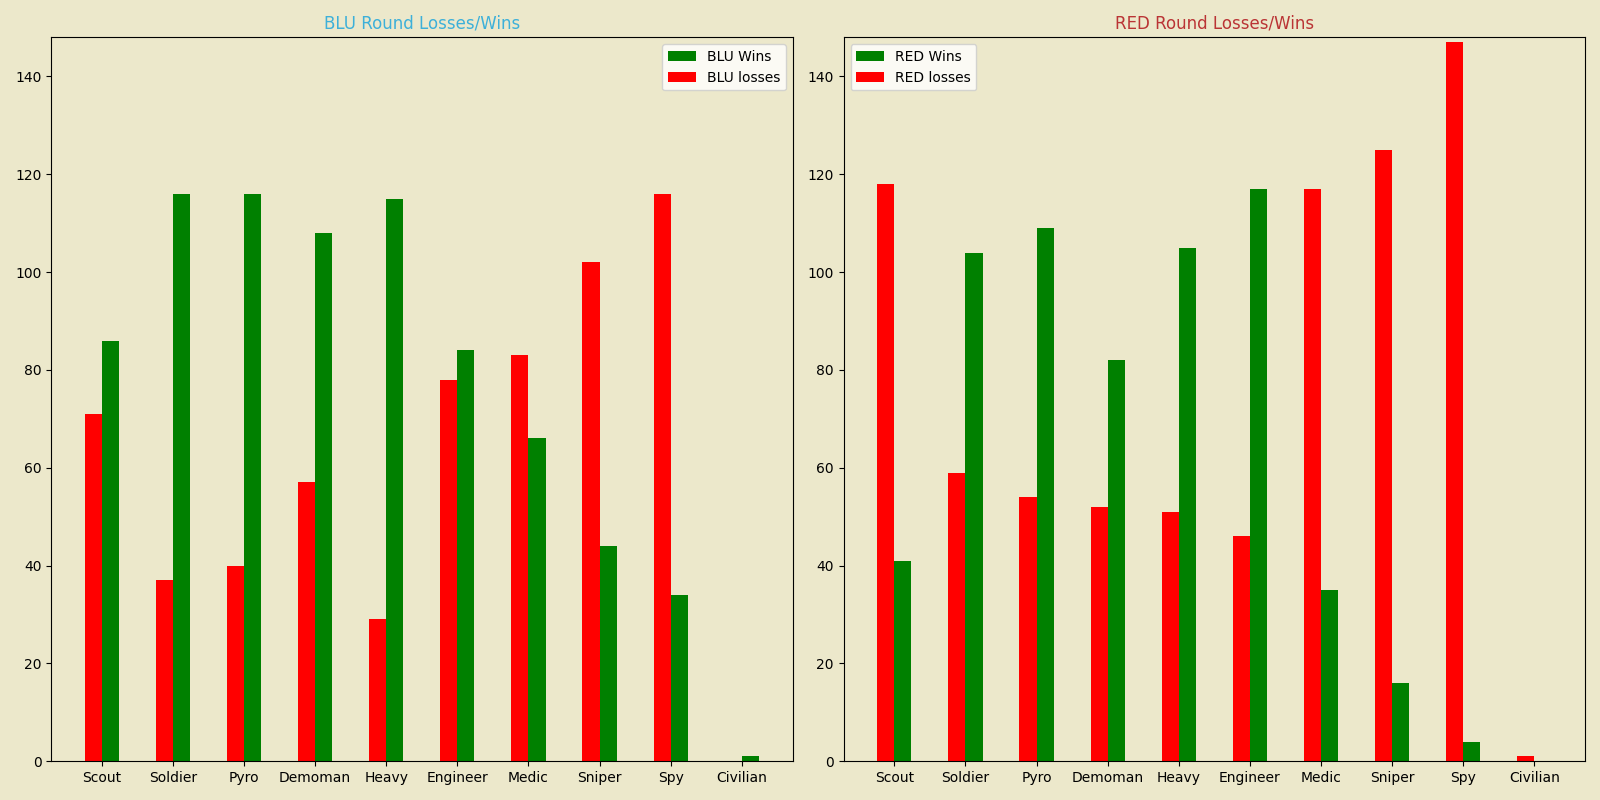 BLU Round Losses/Wins
BLU Wins
BLU losses
140
120
100
80
60
40
20
0
Scout Soldier Pyro Demoman Heavy Engineer Medic Sniper Spy Civilian
RED Round Losses/Wins
RED Wins
RED losses
140
120
100
80
60
40
20
0
Scout Soldier Pyro Demoman Heavy Engineer Medic Sniper Spy Civilian